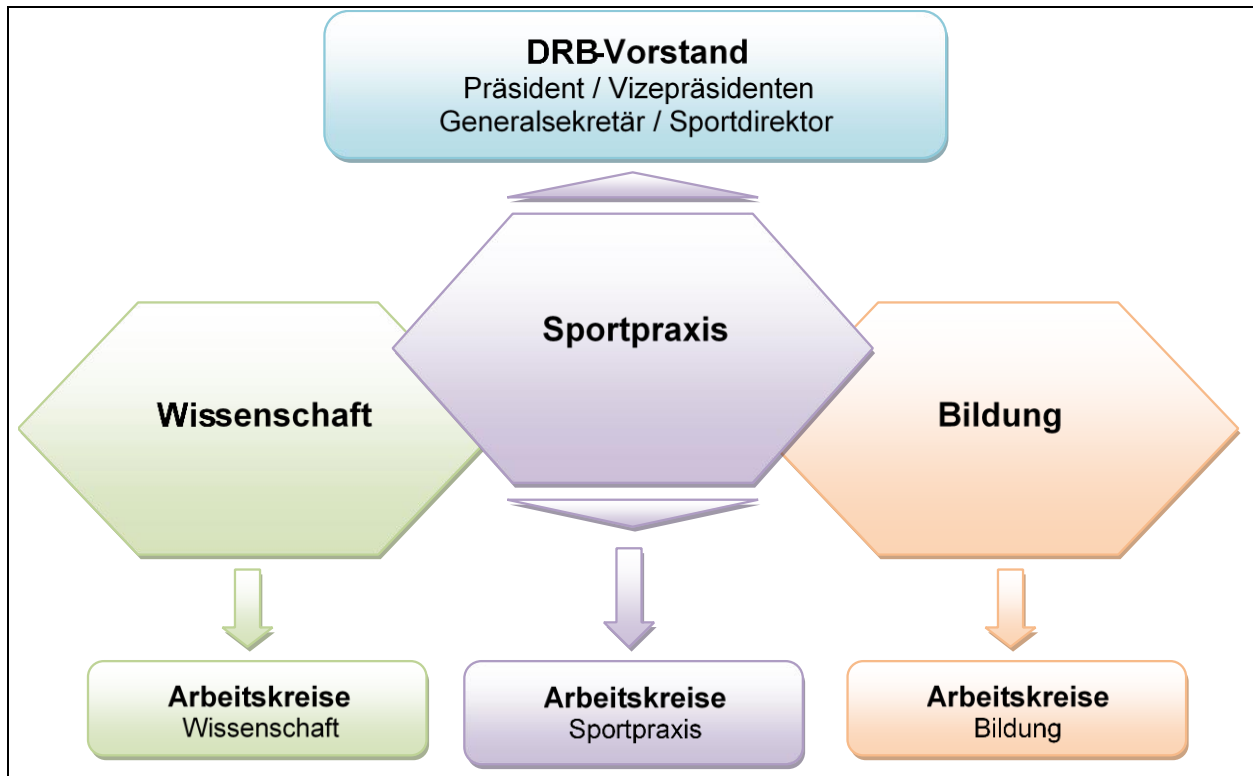 DRB-Vorstand
Präsident / Vizepräsidenten
Generalsekretär / Sportdirektor
Sportpraxis
Wissenschaft
Bildung
Arbeitskreise
Wissenschaft
Arbeitskreise
Sportpraxis
Arbeitskreise
Bildung